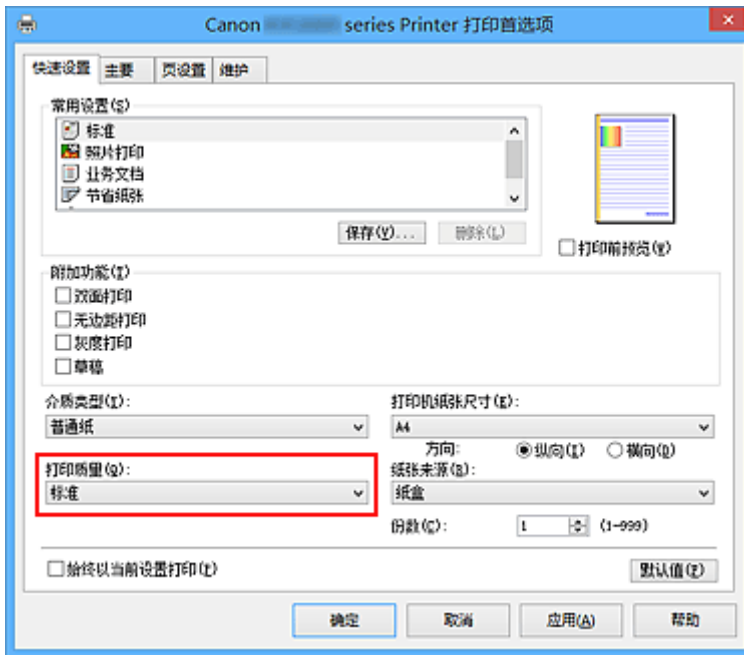 Canon series Printer 打印首选项
快速设置 主要 页设置 维护
常用设置(S)
标准
照片打印
业务文档
节省纸张
保存(V)... 删除(L)
打印前预览(W)
附加功能(I)
双面打印
无边距打印
灰度打印
草稿
介质类型(I): 打印机纸张尺寸(E):
普通纸 A4
方向: 纵向(I) 横向(D)
打印质量(Q): 纸张来源(R):
标准 纸盒
份数(C): 1 (1-999)
始终以当前设置打印(P) 默认值(F)
确定 取消 应用(A) 帮助